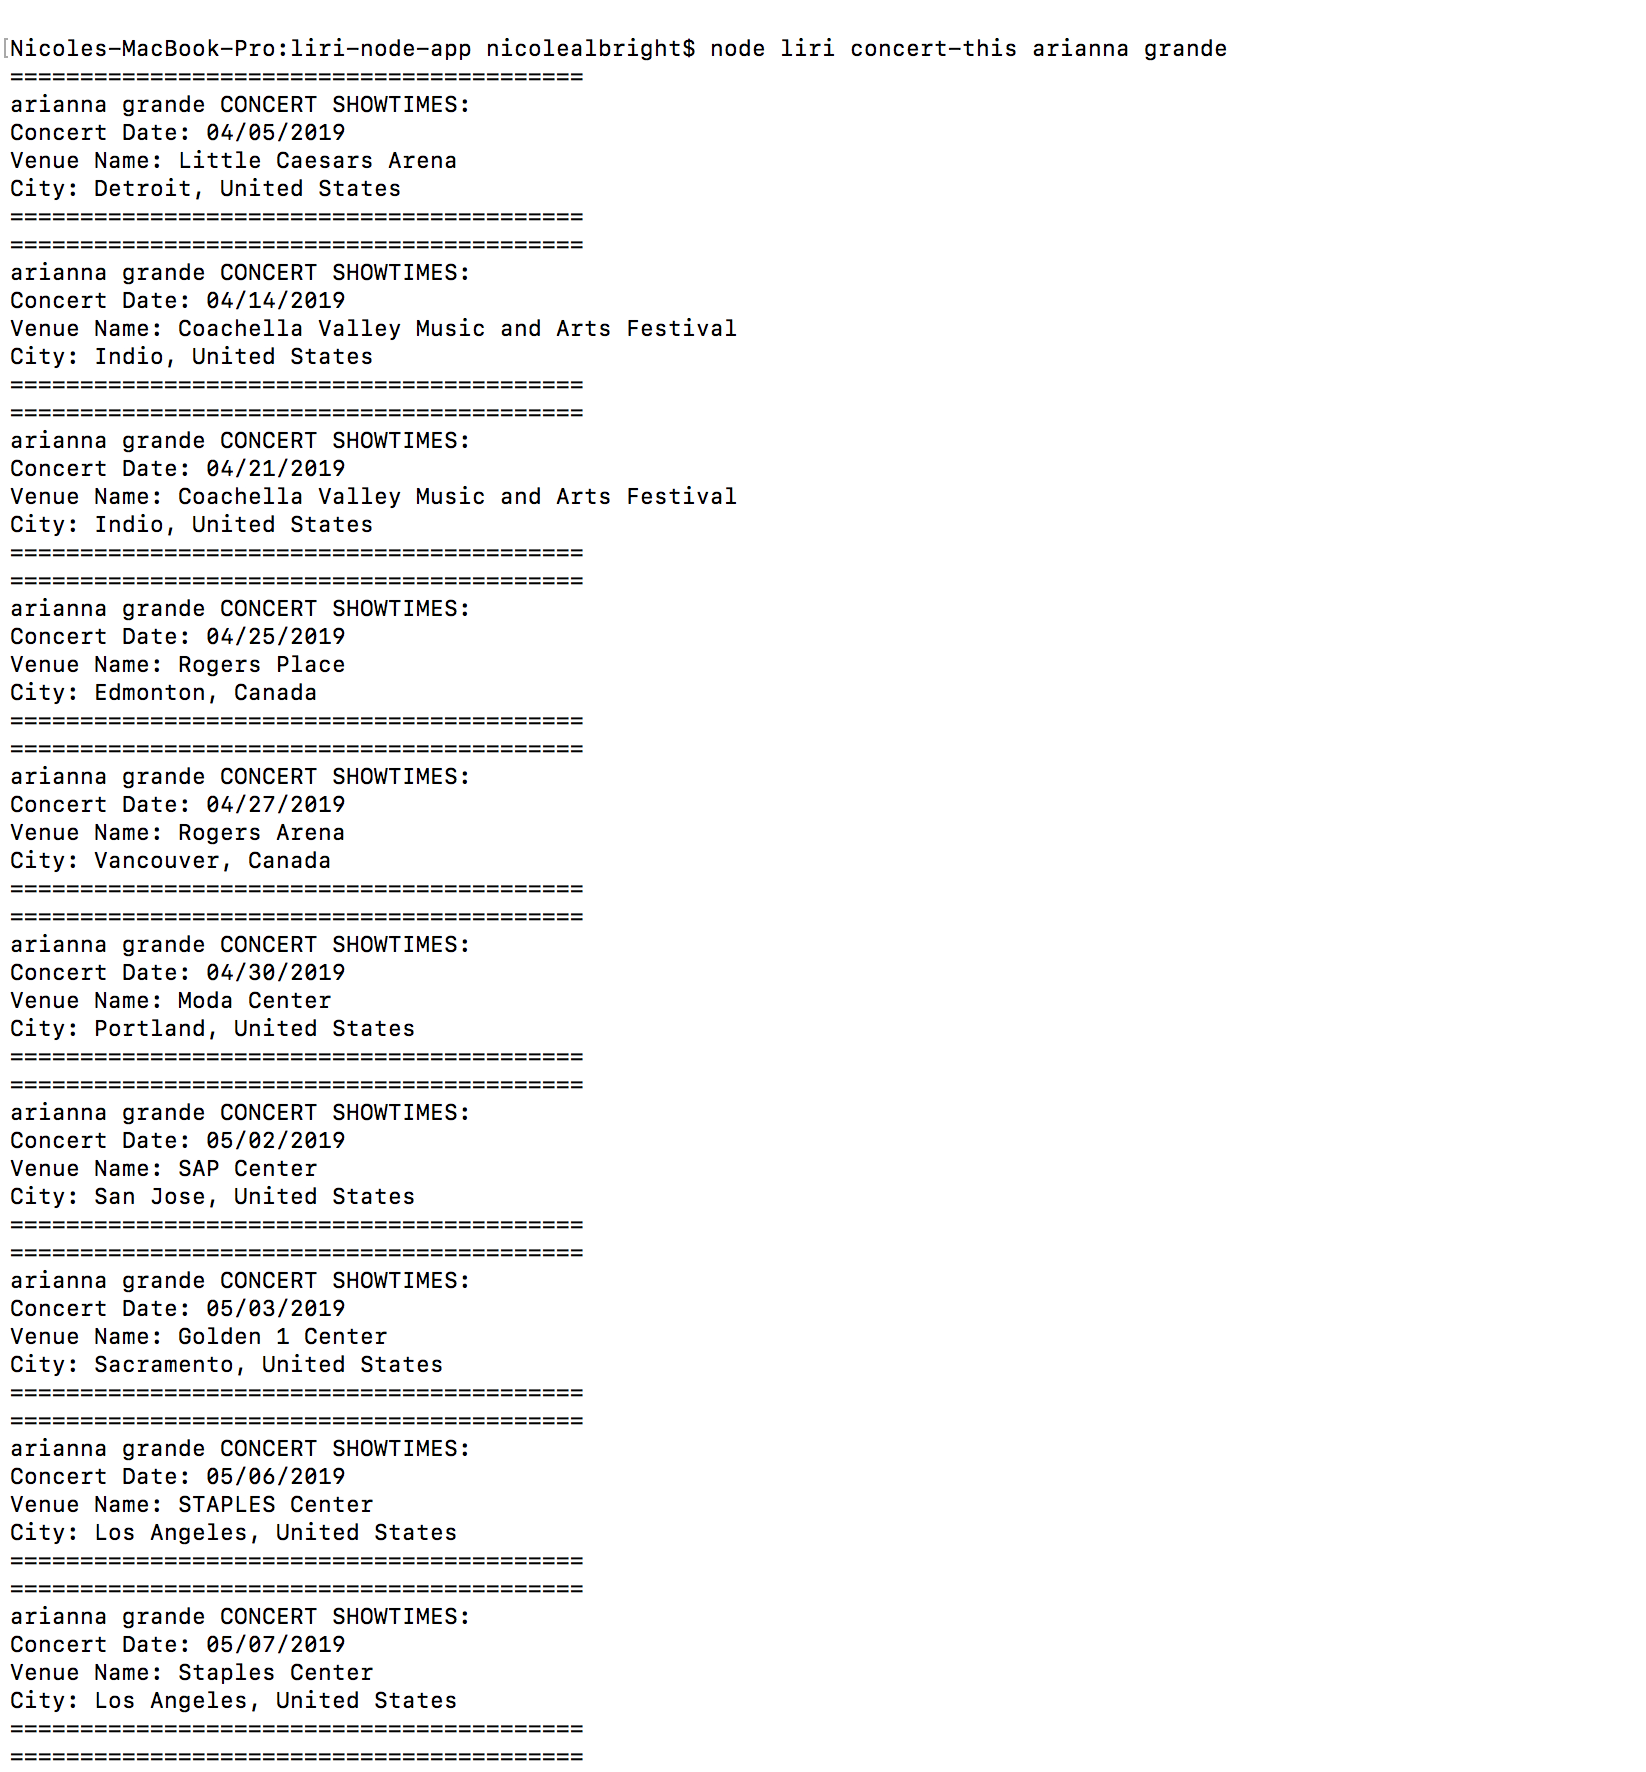 [Nicoles-MacBook-Pro:liri-node-app nicolealbright$ node liri concert-this arianna grande
=========================================
arianna grande CONCERT SHOWTIMES:
Concert Date: 04/05/2019
Venue Name: Little Caesars Arena
City: Detroit, United States
=========================================
=========================================
arianna grande CONCERT SHOWTIMES:
Concert Date: 04/14/2019
Venue Name: Coachella Valley Music and Arts Festival
City: Indio, United States
=========================================
=========================================
arianna grande CONCERT SHOWTIMES:
Concert Date: 04/21/2019
Venue Name: Coachella Valley Music and Arts Festival
City: Indio, United States
=========================================
=========================================
arianna grande CONCERT SHOWTIMES:
Concert Date: 04/25/2019
Venue Name: Rogers Place
City: Edmonton, Canada
=========================================
=========================================
arianna grande CONCERT SHOWTIMES:
Concert Date: 04/27/2019
Venue Name: Rogers Arena
City: Vancouver, Canada
=========================================
=========================================
arianna grande CONCERT SHOWTIMES:
Concert Date: 04/30/2019
Venue Name: Moda Center
City: Portland, United States
=========================================
=========================================
arianna grande CONCERT SHOWTIMES:
Concert Date: 05/02/2019
Venue Name: SAP Center
City: San Jose, United States
=========================================
=========================================
arianna grande CONCERT SHOWTIMES:
Concert Date: 05/03/2019
Venue Name: Golden 1 Center
City: Sacramento, United States
=========================================
=========================================
arianna grande CONCERT SHOWTIMES:
Concert Date: 05/06/2019
Venue Name: STAPLES Center
City: Los Angeles, United States
=========================================
=========================================
arianna grande CONCERT SHOWTIMES:
Concert Date: 05/07/2019
Venue Name: Staples Center
City: Los Angeles, United States
=========================================
=========================================